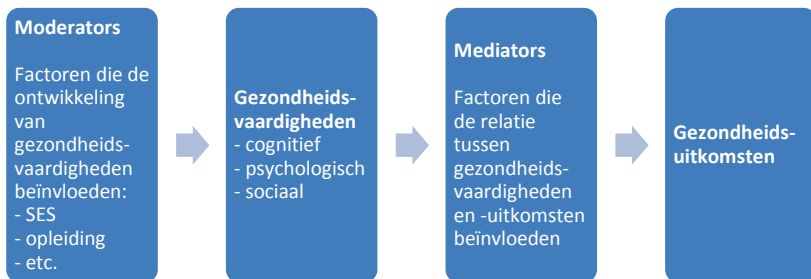 Moderators
Factoren die de
ontwikkeling
van
gezondheids-
vaardigheden
beïnvloeden:
- SES
- opleiding
- etc.
Gezondheids-
vaardigheden
- cognitief
- psychologisch
- sociaal
Mediators
Factoren die
de relatie
tussen
gezondheids-
vaardigheden
en -uitkomsten
beïnvloeden
Gezondheids-
uitkomsten